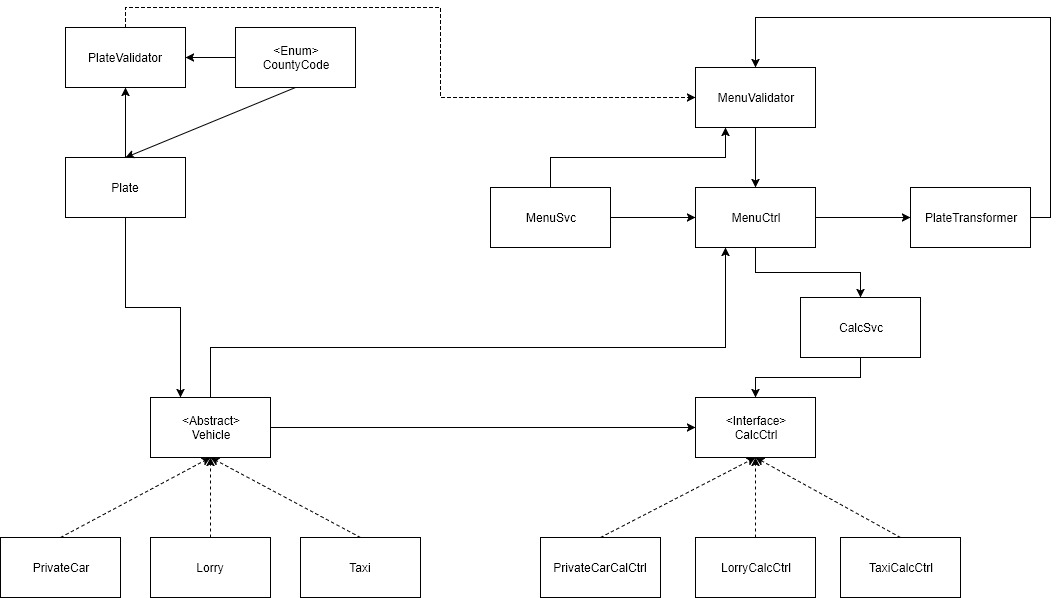 PlateValidator
<Enum>
CountyCode
MenuValidator
Plate
MenuSvc
MenuCtrl
PlateTransformer
CalcSvc
<Abstract>
Vehicle
<Interface>
CalcCtrl
PrivateCar
Lorry
Taxi
PrivateCarCalCtrl
LorryCalcCtrl
TaxiCalcCtrl